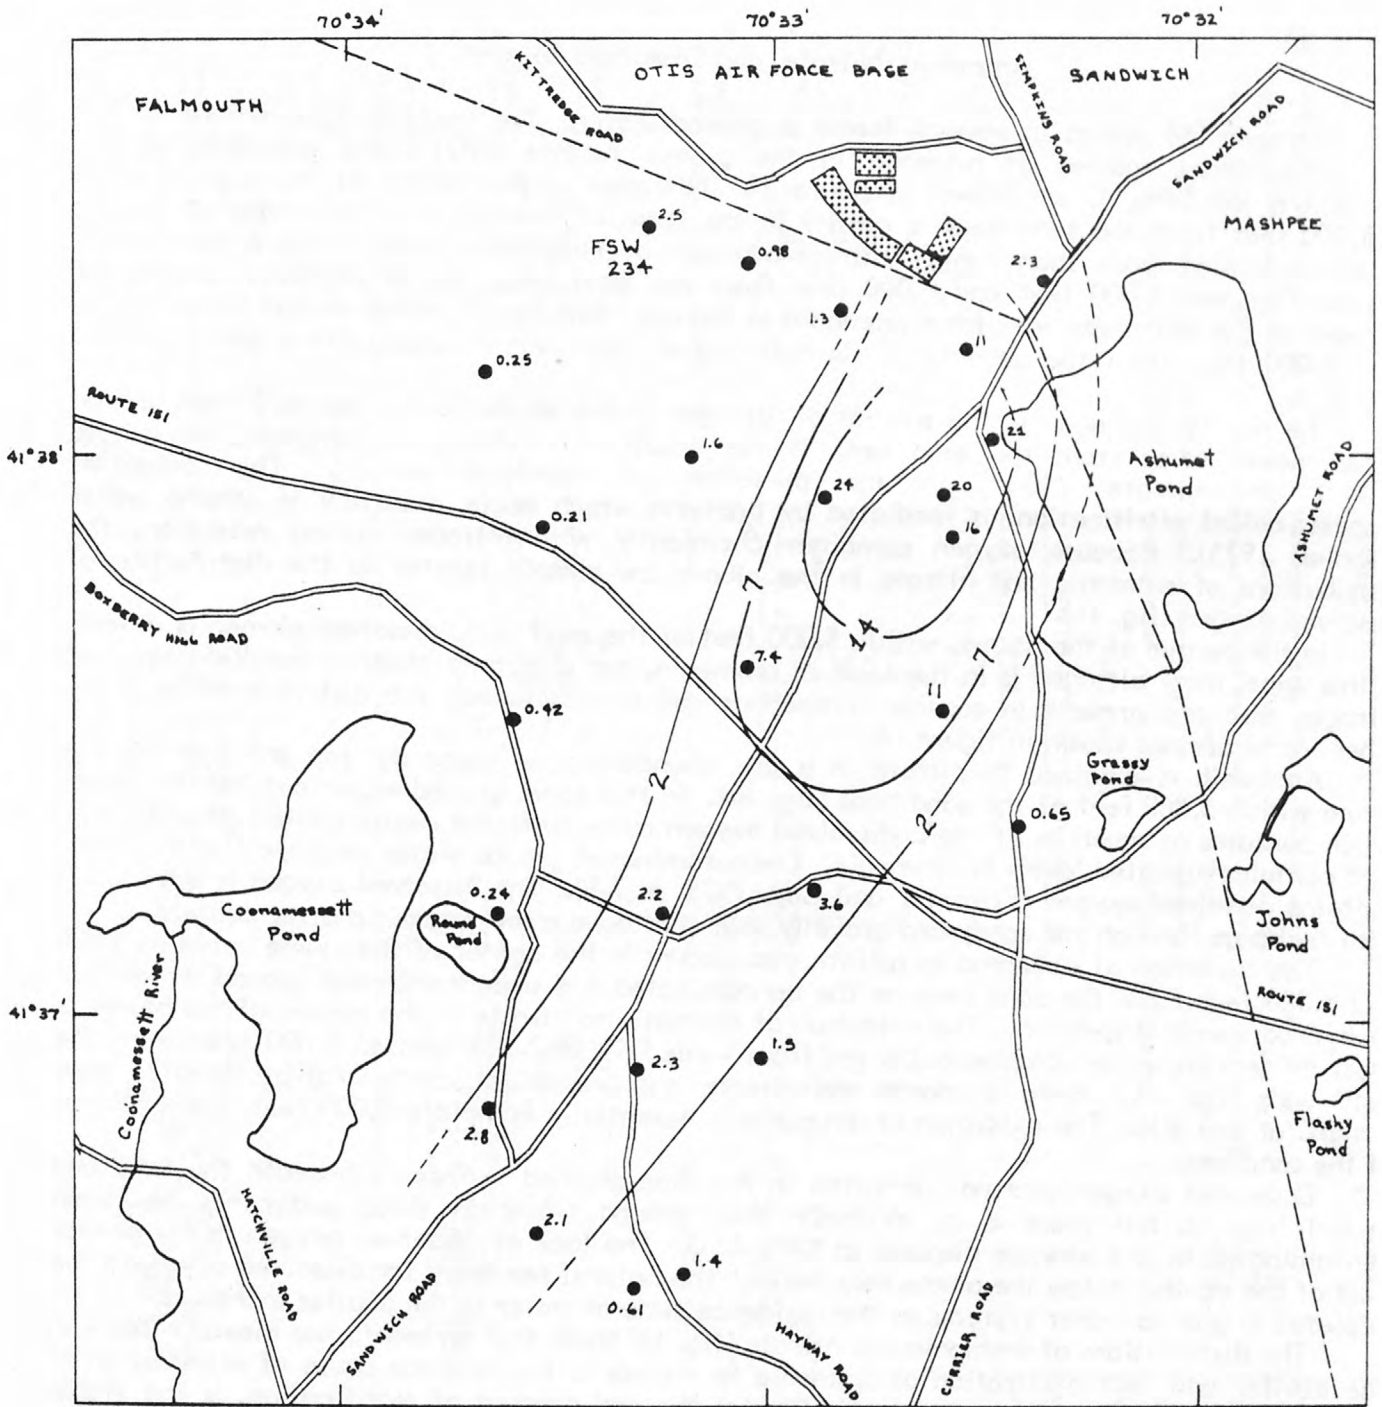 70°34'
70°33'
70°32'
OTIS AIR FORCE BASE
SANDWICH
FALMOUTH
KITTREDGE ROAD
SIMPKINS ROAD
SANDWICH ROAD
MASHPEE
2.5
FSW
234
0.98
2.3
1.3
11
0.25
ROUTE 151
41°38'
1.6
21
Ashumet
Pond
ASHUMET ROAD
24
20
16
0.21
7
BOXBERRY HILL ROAD
14
7.4
7
11
0.42
2
Grassy
Pond
2
0.65
0.24
2.2
3.6
Coonamessett
Pond
Round
Pond
Johns
Pond
Coonamessett River
ROUTE 151
41°37'
2.3
1.5
2.8
Flashy
Pond
HATCHVILLE ROAD
2.1
1.4
0.61
SANDWICH ROAD
HAYWAY ROAD
CURRIER ROAD